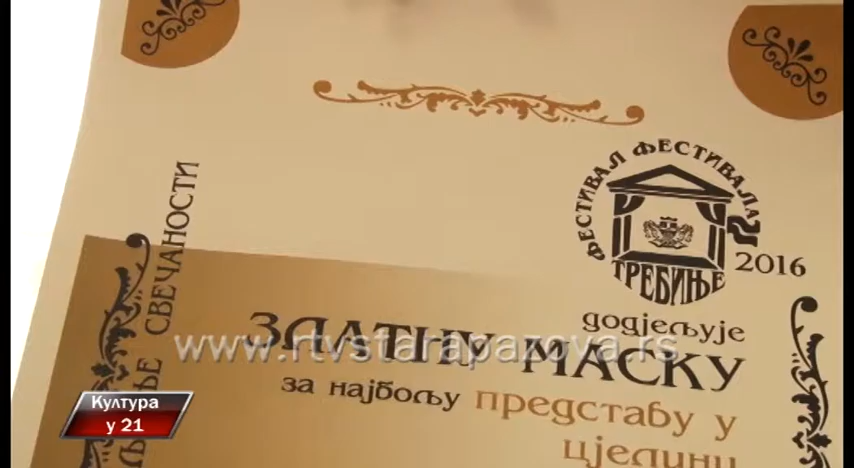 ФЕСТИВАЛ ФЕСТИВАЛА
ТРЕБИЊЕ
2016
додјељује
ЗЛАТНУ МАСКУ
за најбољу представу у
цјелини
СВЕЧАНОСТИ
www.rtvstarapazova.rs
Култура
у 21